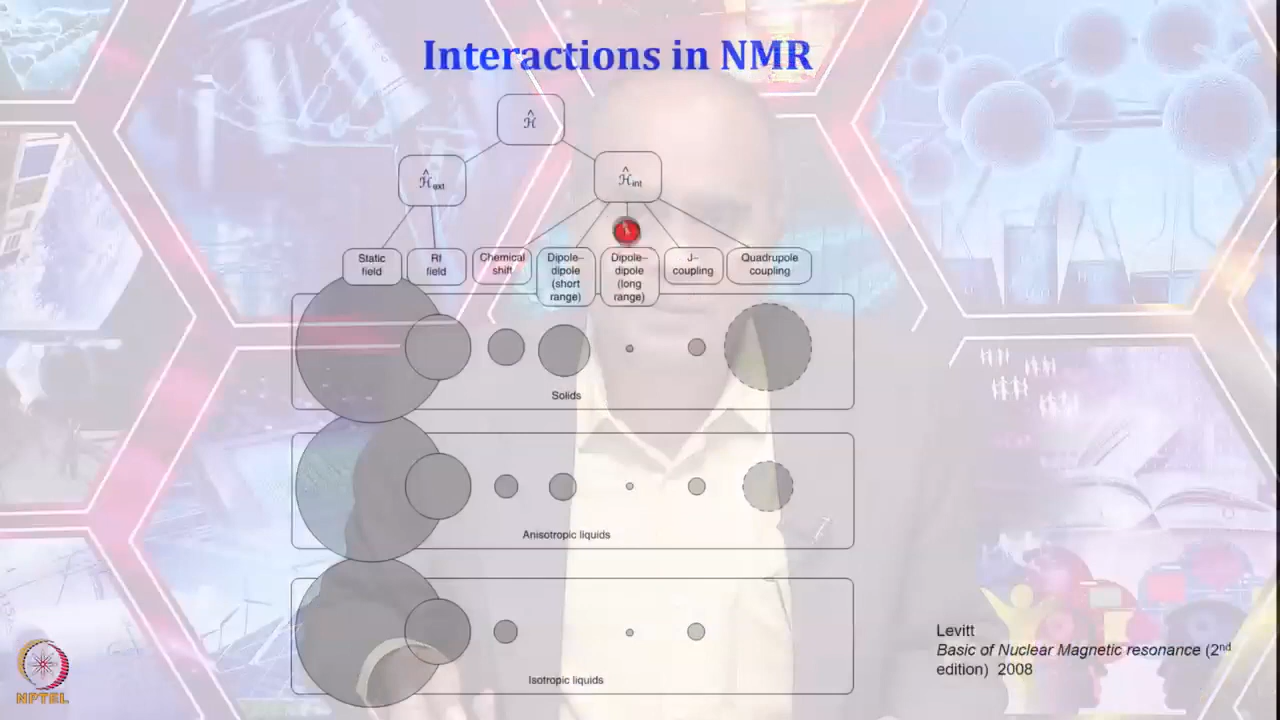 Interactions in NMR
Ĥ
Ĥext
Ĥint
Static
field
Rf
field
Chemical
shift
Dipole–
dipole
(short
range)
Dipole–
dipole
(long
range)
J–
coupling
Quadrupole
coupling
Solids
Anisotropic liquids
Isotropic liquids
Levitt
Basic of Nuclear Magnetic resonance (2nd
edition) 2008
NPTEL